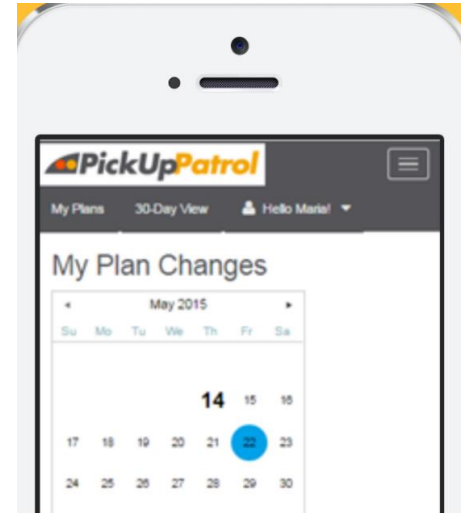 PickUpPatrol
My Plans 30-Day View Hello Maria!
My Plan Changes
May 2015
Su Mo Tu We Th Fr Sa
14 15 16
17 18 19 20 21 22 23
24 25 26 27 28 29 30